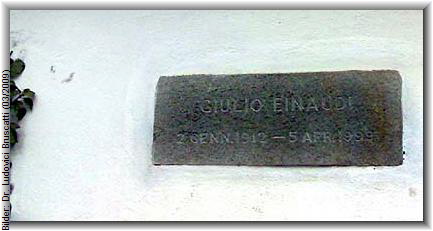 GIULIO EINAUDI
2 GENN. 1912 — 5 APR. 1999
Bilder: Dr. Ludovici Bruscatti (03/2009)